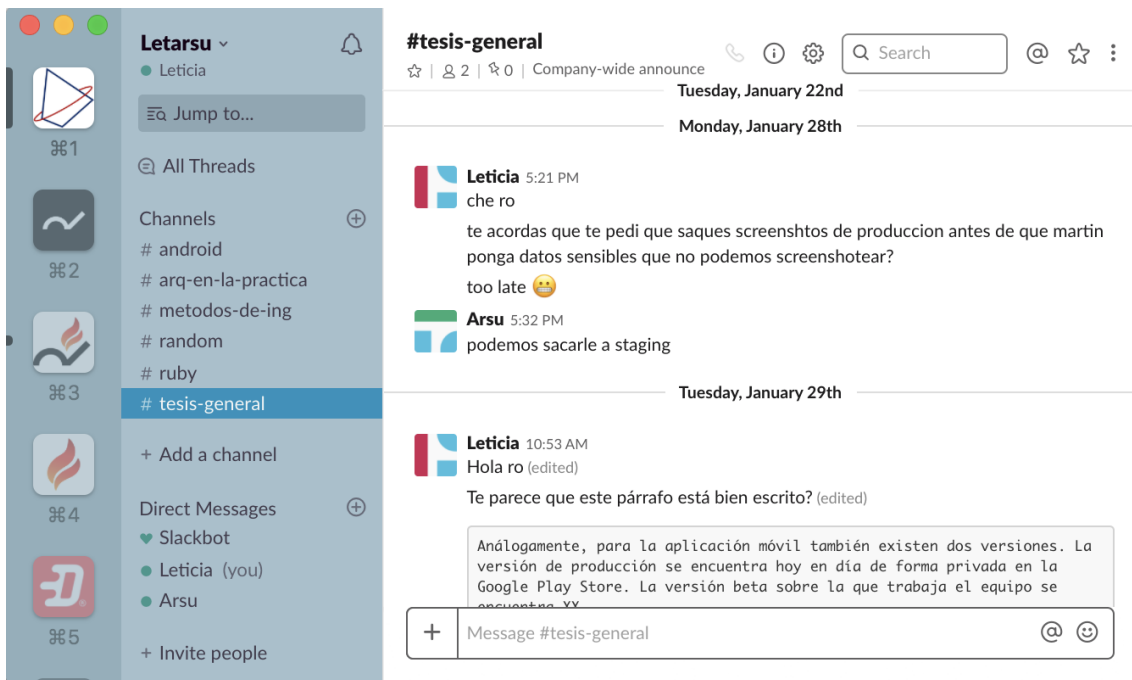 Letarsu
Leticia
Jump to...
All Threads
Channels
# android
# arq-en-la-practica
# metodos-de-ing
# random
# ruby
# tesis-general
+ Add a channel
Direct Messages
Slackbot
Leticia (you)
Arsu
+ Invite people
⌘1
⌘2
⌘3
⌘4
⌘5
#tesis-general
2 | 0 | Company-wide announce
Search
Tuesday, January 22nd
Monday, January 28th
Leticia 5:21 PM
che ro
te acordas que te pedi que saques screenshtos de produccion antes de que martin
ponga datos sensibles que no podemos screenshotear?
too late 😬
Arsu 5:32 PM
podemos sacarle a staging
Tuesday, January 29th
Leticia 10:53 AM
Hola ro (edited)
Te parece que este párrafo está bien escrito? (edited)
Análogamente, para la aplicación móvil también existen dos versiones. La
versión de producción se encuentra hoy en día de forma privada en la
Google Play Store. La versión beta sobre la que trabaja el equipo se
encuentra XX
Message #tesis-general